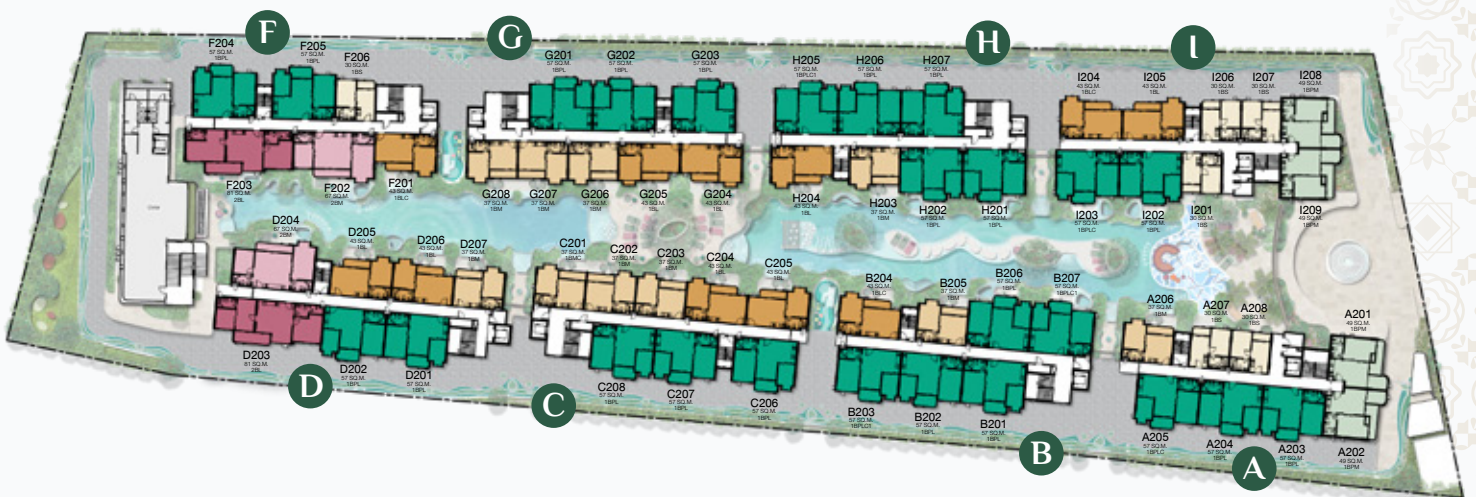 F
G
H
I
F204
57 SQ.M.
1BPL
F205
57 SQ.M.
1BPL
F206
30 SQ.M.
1BS
G201
57 SQ.M.
1BPL
G202
57 SQ.M.
1BPL
G203
57 SQ.M.
1BPL
H205
57 SQ.M.
1BPLC1
H206
57 SQ.M.
1BPL
H207
57 SQ.M.
1BPL
I204
43 SQ.M.
1BLC
I205
43 SQ.M.
1BL
I206
30 SQ.M.
1BS
I207
30 SQ.M.
1BS
I208
49 SQ.M.
1BPM
F203
81 SQ.M.
2BL
F202
67 SQ.M.
2BM
F201
43 SQ.M.
1BLC
G208
37 SQ.M.
1BM
G207
37 SQ.M.
1BM
G206
37 SQ.M.
1BM
G205
43 SQ.M.
1BL
G204
43 SQ.M.
1BL
H204
43 SQ.M.
1BL
H203
37 SQ.M.
1BM
H202
57 SQ.M.
1BPL
H201
57 SQ.M.
1BPL
I203
57 SQ.M.
1BPLC
I202
57 SQ.M.
1BPL
I201
30 SQ.M.
1BS
I209
49 SQ.M.
1BPM
D204
67 SQ.M.
2BM
D205
43 SQ.M.
1BL
D206
43 SQ.M.
1BL
D207
37 SQ.M.
1BM
C201
37 SQ.M.
1BMC
C202
37 SQ.M.
1BM
C203
37 SQ.M.
1BM
C204
43 SQ.M.
1BL
C205
43 SQ.M.
1BL
B204
43 SQ.M.
1BLC
B205
37 SQ.M.
1BM
B206
57 SQ.M.
1BPL
B207
57 SQ.M.
1BPLC1
A206
37 SQ.M.
1BM
A207
30 SQ.M.
1BS
A208
30 SQ.M.
1BS
A201
49 SQ.M.
1BPM
D203
81 SQ.M.
2BL
D202
57 SQ.M.
1BPL
D201
57 SQ.M.
1BPL
C208
57 SQ.M.
1BPL
C207
57 SQ.M.
1BPL
C206
57 SQ.M.
1BPL
B203
57 SQ.M.
1BPLC1
B202
57 SQ.M.
1BPL
B201
57 SQ.M.
1BPL
A205
57 SQ.M.
1BPLC
A204
57 SQ.M.
1BPL
A203
57 SQ.M.
1BPL
A202
49 SQ.M.
1BPM
D
C
B
A